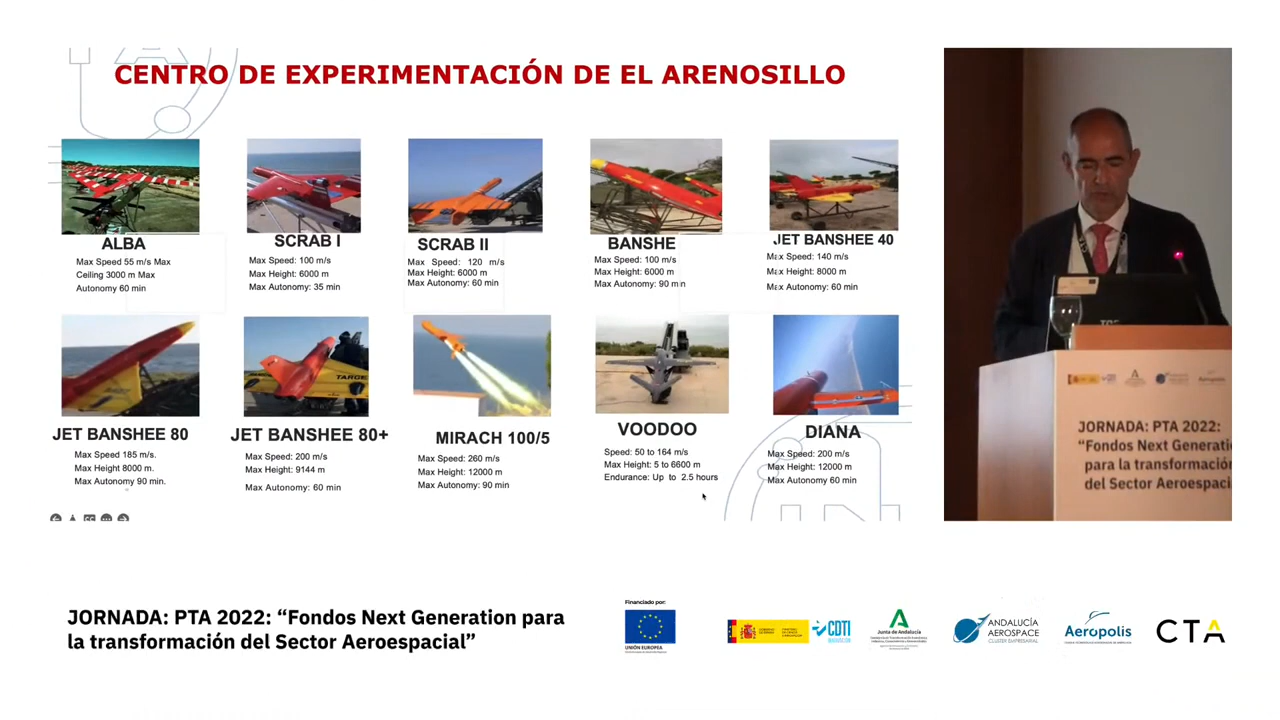 CENTRO DE EXPERIMENTACIÓN DE EL ARENOSILLO
ALBA
Max Speed 55 m/s Max
Ceiling 3000 m Max
Autonomy 60 min
SCRAB I
Max Speed: 100 m/s
Max Height: 6000 m
Max Autonomy: 35 min
SCRAB II
Max Speed: 120 m/s
Max Height: 6000 m
Max Autonomy: 60 min
BANSHE
Max Speed: 100 m/s
Max Height: 6000 m
Max Autonomy: 90 min
JET BANSHEE 40
Max Speed: 140 m/s
Max Height: 8000 m
Max Autonomy: 60 min
JET BANSHEE 80
Max Speed 185 m/s.
Max Height 8000 m.
Max Autonomy 90 min.
JET BANSHEE 80+
Max Speed: 200 m/s
Max Height: 9144 m
Max Autonomy: 60 min
MIRACH 100/5
Max Speed: 260 m/s
Max Height: 12000 m
Max Autonomy: 90 min
VOODOO
Speed: 50 to 164 m/s
Max Height: 5 to 6600 m
Endurance: Up to 2.5 hours
DIANA
Max Speed: 200 m/s
Max Height: 12000 m
Max Autonomy 60 min
JORNADA: PTA 2022:
“Fondos Next Generatio
para la transformación
del Sector Aeroespaci
JORNADA: PTA 2022: “Fondos Next Generation para
la transformación del Sector Aeroespacial”
Financiado por:
UNIÓN EUROPEA
CDTI
Junta de Andalucía
ANDALUCÍA
AEROSPACE
CLUSTER EMPRESARIAL
Aeropolis
CTA